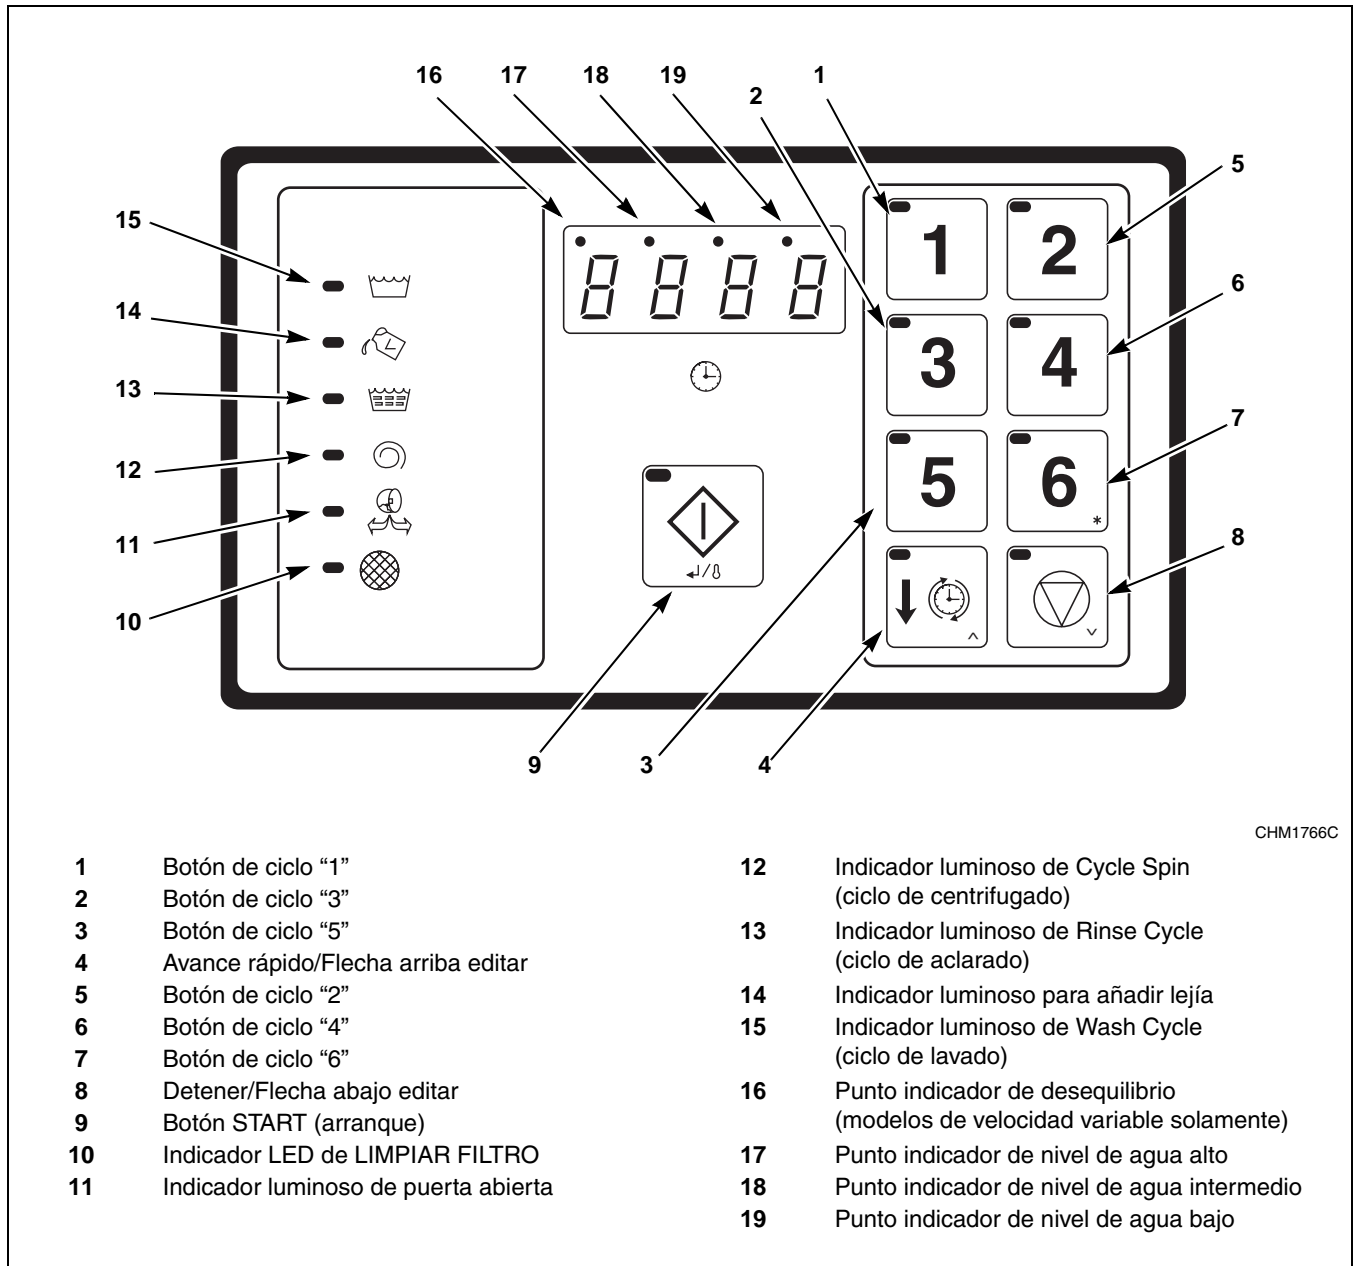 16 17 18 19 1
2
5
15
6
14
13
7
12
11
8
10
8 8 8 8
1 2
3 4
5 6
*
^ ˅
↵/
9 3 4
CHM1766C
1 Botón de ciclo “1”
2 Botón de ciclo “3”
3 Botón de ciclo “5”
4 Avance rápido/Flecha arriba editar
5 Botón de ciclo “2”
6 Botón de ciclo “4”
7 Botón de ciclo “6”
8 Detener/Flecha abajo editar
9 Botón START (arranque)
10 Indicador LED de LIMPIAR FILTRO
11 Indicador luminoso de puerta abierta
12 Indicador luminoso de Cycle Spin
(ciclo de centrifugado)
13 Indicador luminoso de Rinse Cycle
(ciclo de aclarado)
14 Indicador luminoso para añadir lejía
15 Indicador luminoso de Wash Cycle
(ciclo de lavado)
16 Punto indicador de desequilibrio
(modelos de velocidad variable solamente)
17 Punto indicador de nivel de agua alto
18 Punto indicador de nivel de agua intermedio
19 Punto indicador de nivel de agua bajo